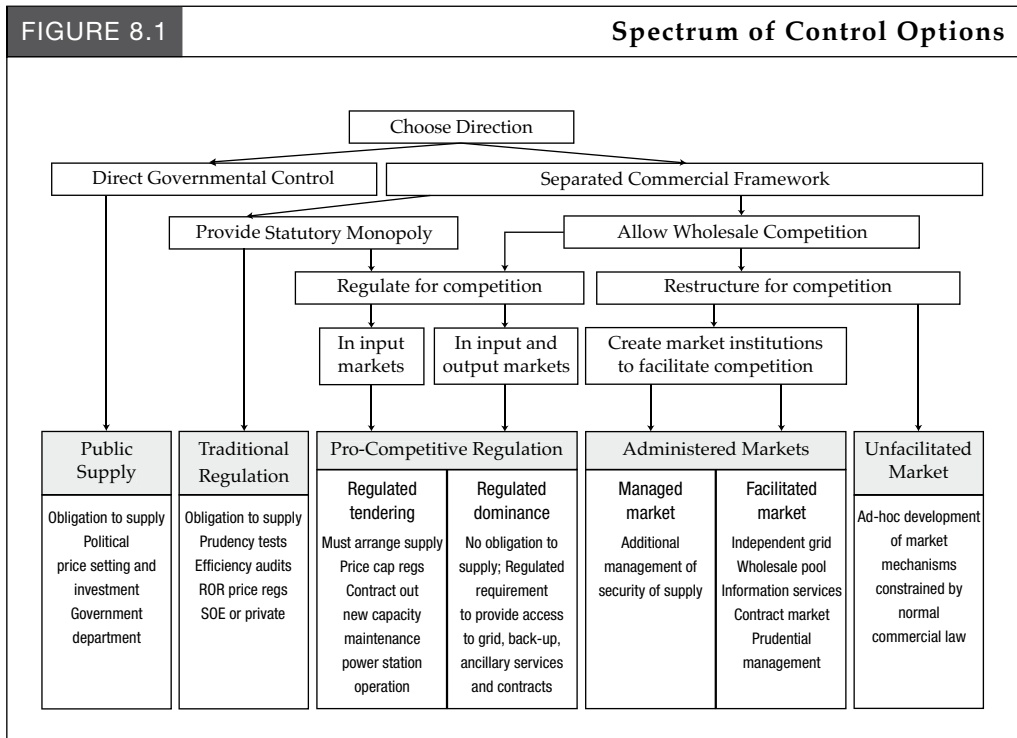 FIGURE 8.1
Spectrum of Control Options
Choose Direction
Direct Governmental Control
Separated Commercial Framework
Provide Statutory Monopoly
Allow Wholesale Competition
Regulate for competition
Restructure for competition
In input
markets
In input and
output markets
Create market institutions
to facilitate competition
Public
Supply
Obligation to supply
Political
price setting and
investment
Government
department
Traditional
Regulation
Obligation to supply
Prudency tests
Efficiency audits
ROR price regs
SOE or private
Pro-Competitive Regulation
Regulated
tendering
Must arrange supply
Price cap regs
Contract out
new capacity
maintenance
power station
operation
Regulated
dominance
No obligation to
supply; Regulated
requirement
to provide access
to grid, back-up,
ancillary services
and contracts
Administered Markets
Managed
market
Additional
management of
security of supply
Facilitated
market
Independent grid
Wholesale pool
Information services
Contract market
Prudential
management
Unfacilitated
Market
Ad-hoc development
of market
mechanisms
constrained by
normal
commercial law